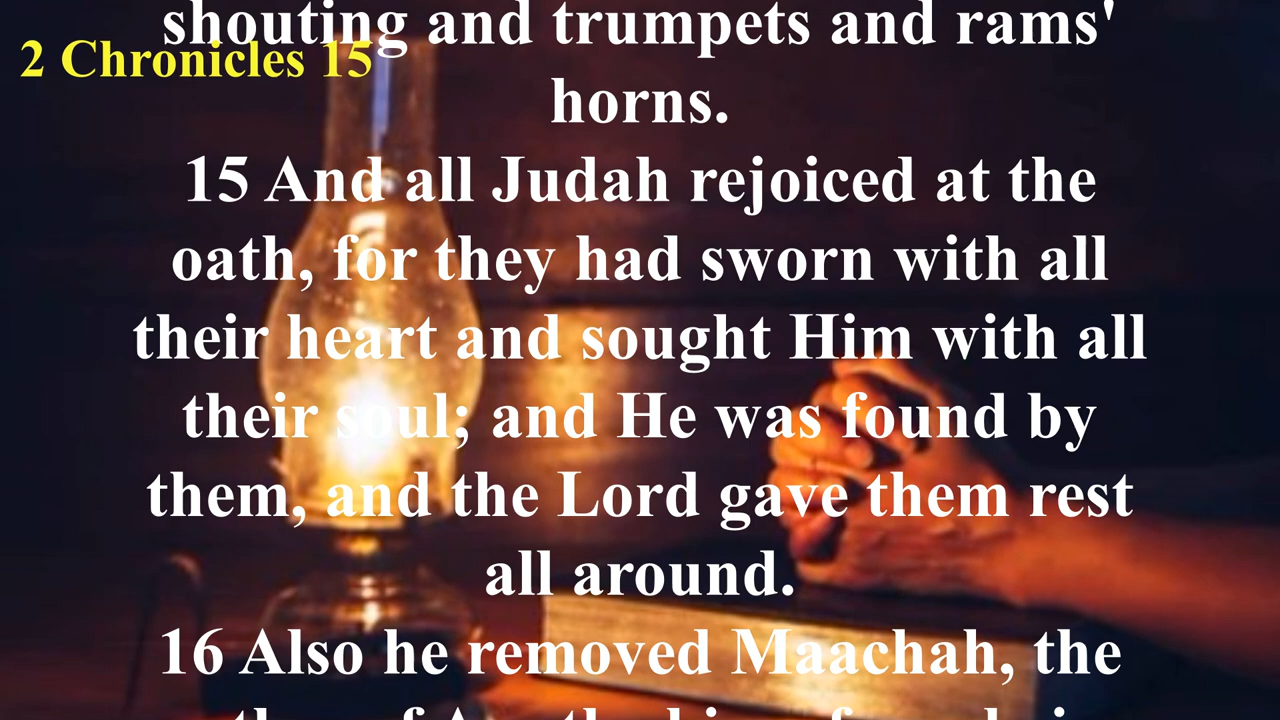 shouting and trumpets and rams'
2 Chronicles 15
horns.
15 And all Judah rejoiced at the
oath, for they had sworn with all
their heart and sought Him with all
their soul; and He was found by
them, and the Lord gave them rest
all around.
16 Also he removed Maachah, the